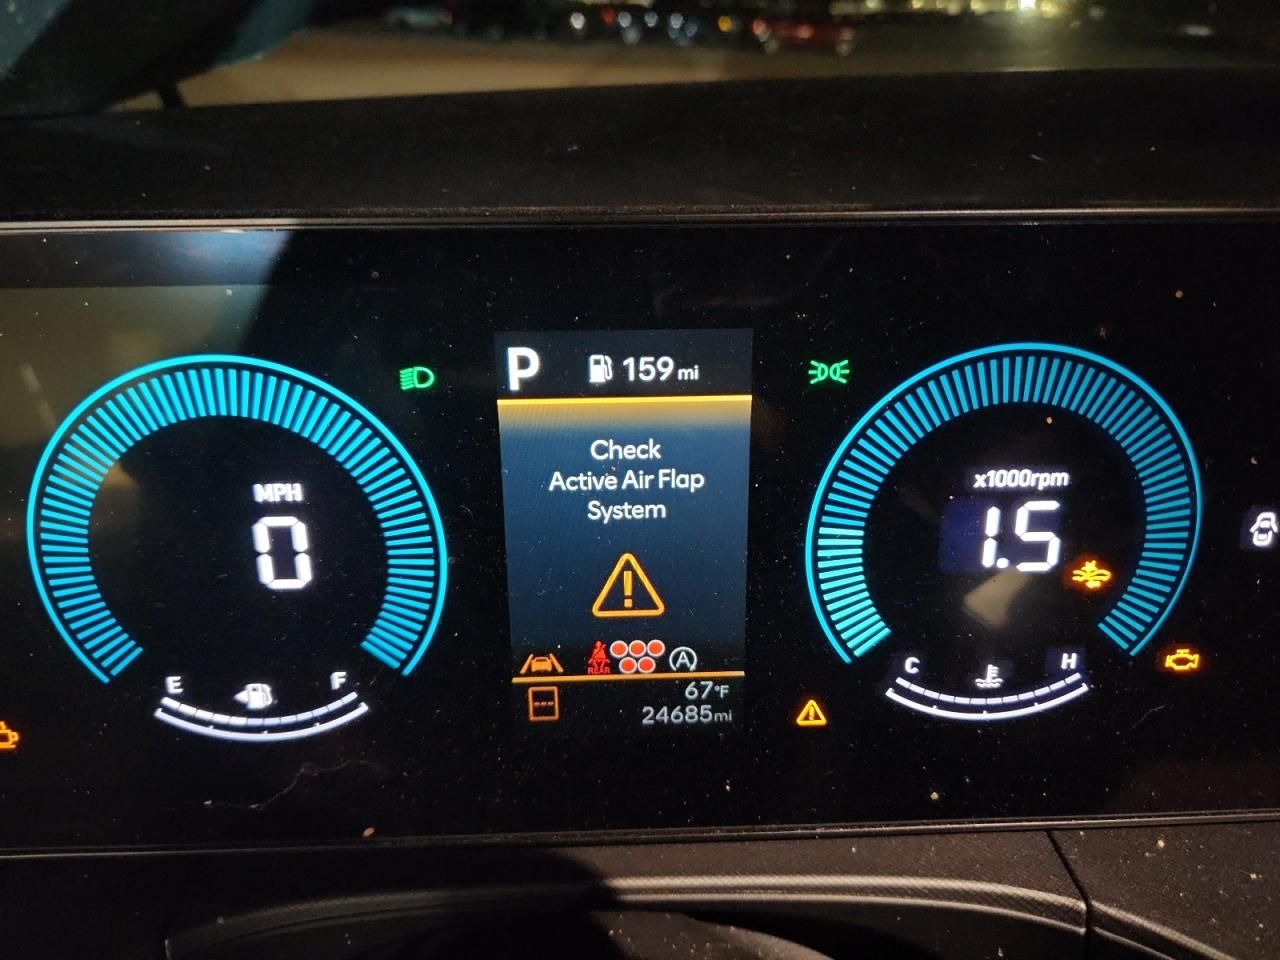 P
159 mi
Check
Active Air Flap
System
MPH
0
x1000rpm
1.5
E
F
REAR
A
C
H
67°F
24685mi